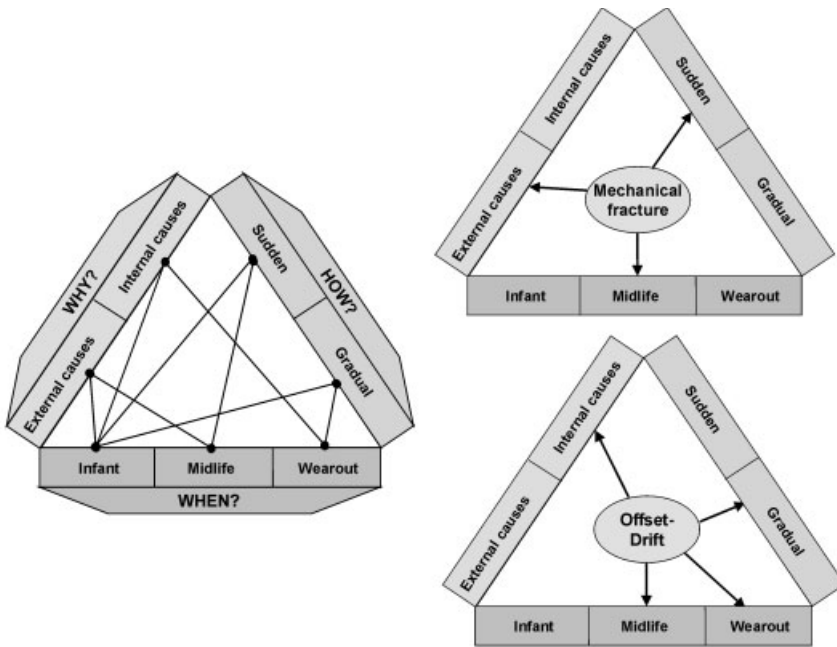 WHY?
Internal causes
External causes
HOW?
Sudden
Gradual
Infant
Midlife
Wearout
WHEN?
Internal causes
External causes
Sudden
Gradual
Mechanical
fracture
Infant
Midlife
Wearout
Internal causes
External causes
Sudden
Gradual
Offset-
Drift
Infant
Midlife
Wearout